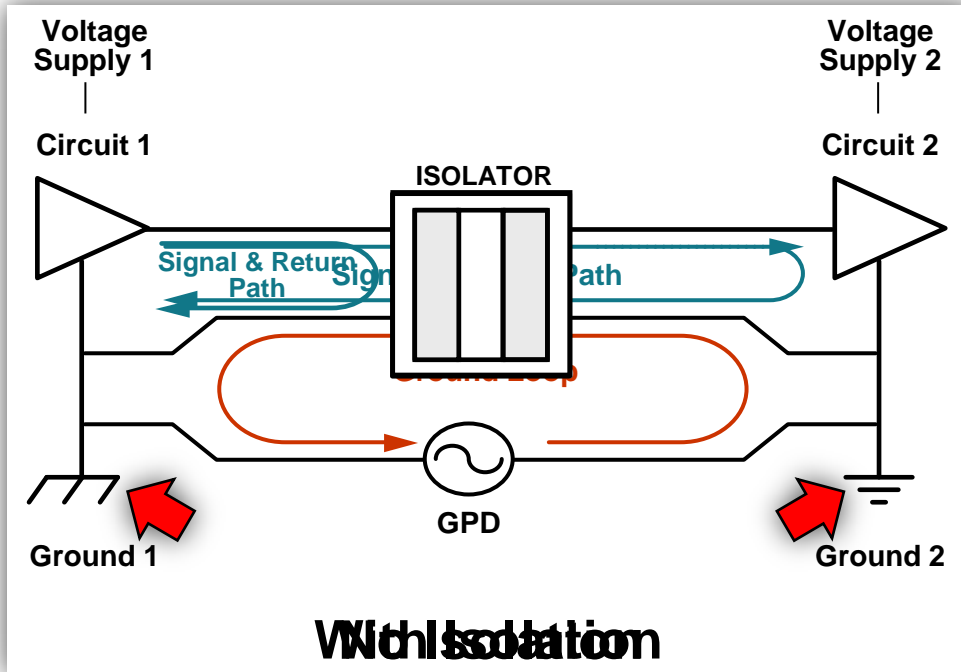 Voltage
Supply 1
Voltage
Supply 2
Circuit 1
Circuit 2
ISOLATOR
Signal & Return
Path
Path
GPD
Ground 1
Ground 2